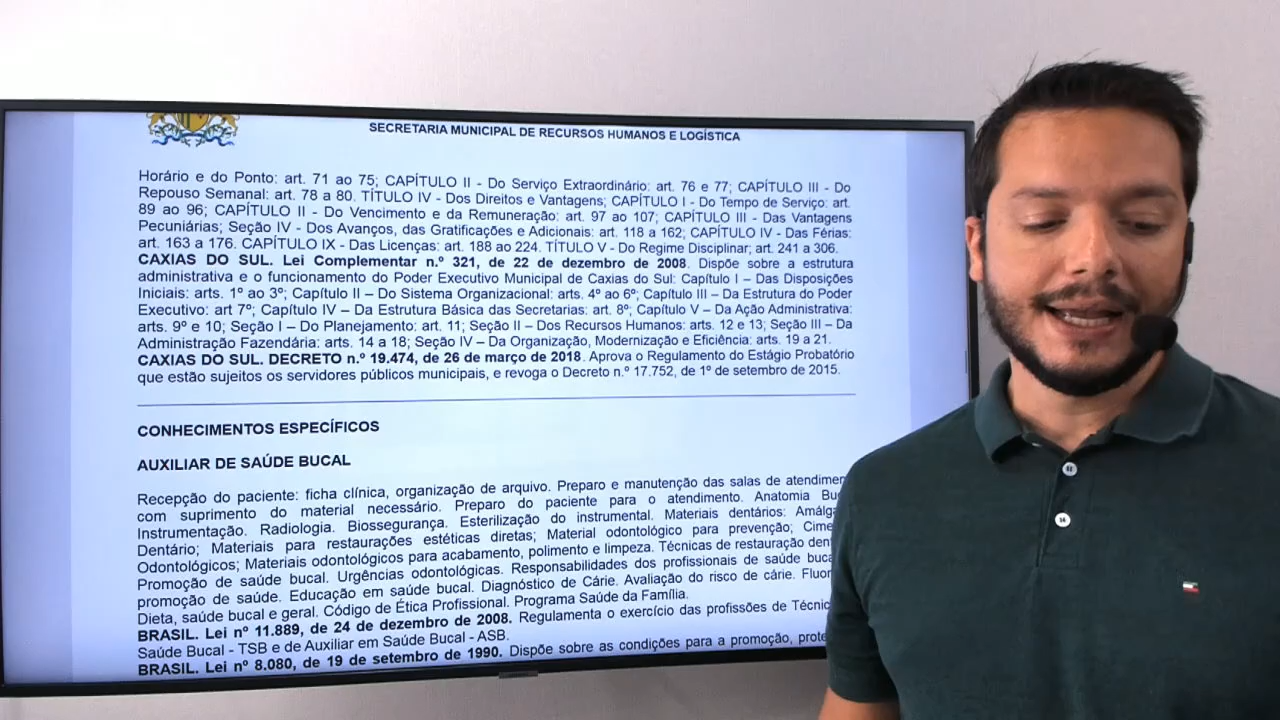 SECRETARIA MUNICIPAL DE RECURSOS HUMANOS E LOGÍSTICA
Horário e do Ponto: art. 71 ao 75; CAPÍTULO II - Do Serviço Extraordinário: art. 76 e 77; CAPÍTULO III - Do
Repouso Semanal: art. 78 a 80. TÍTULO IV - Dos Direitos e Vantagens; CAPÍTULO I - Do Tempo de Serviço: art.
89 ao 96; CAPÍTULO II - Do Vencimento e da Remuneração: art. 97 ao 107; CAPÍTULO III - Das Vantagens
Pecuniárias; Seção IV - Dos Avanços, das Gratificações e Adicionais: art. 118 a 162; CAPÍTULO IV - Das Férias:
art. 163 a 176. CAPÍTULO IX - Das Licenças: art. 188 ao 224. TÍTULO V - Do Regime Disciplinar; art. 241 a 306.
CAXIAS DO SUL. Lei Complementar n.º 321, de 22 de dezembro de 2008. Dispõe sobre a estrutura
administrativa e o funcionamento do Poder Executivo Municipal de Caxias do Sul: Capítulo I – Das Disposições
Iniciais: arts. 1º ao 3º; Capítulo II – Do Sistema Organizacional: arts. 4º ao 6º; Capítulo III – Da Estrutura do Poder
Executivo: art 7º; Capítulo IV – Da Estrutura Básica das Secretarias: art. 8º; Capítulo V – Da Ação Administrativa:
arts. 9º e 10; Seção I – Do Planejamento: art. 11; Seção II – Dos Recursos Humanos: arts. 12 e 13; Seção III – Da
Administração Fazendária: arts. 14 a 18; Seção IV – Da Organização, Modernização e Eficiência: arts. 19 a 21.
CAXIAS DO SUL. DECRETO n.º 19.474, de 26 de março de 2018. Aprova o Regulamento do Estágio Probatório
que estão sujeitos os servidores públicos municipais, e revoga o Decreto n.º 17.752, de 1º de setembro de 2015.
CONHECIMENTOS ESPECÍFICOS
AUXILIAR DE SAÚDE BUCAL
Recepção do paciente: ficha clínica, organização de arquivo. Preparo e manutenção das salas de atendimen
com suprimento do material necessário. Preparo do paciente para o atendimento. Anatomia Bu
Instrumentação. Radiologia. Biossegurança. Esterilização do instrumental. Materiais dentários: Amálg
Dentário; Materiais para restaurações estéticas diretas; Material odontológico para prevenção; Cime
Odontológicos; Materiais odontológicos para acabamento, polimento e limpeza. Técnicas de restauração den
Promoção de saúde bucal. Urgências odontológicas. Responsabilidades dos profissionais de saúde buca
promoção de saúde. Educação em saúde bucal. Diagnóstico de Cárie. Avaliação do risco de cárie. Fluor
Dieta, saúde bucal e geral. Código de Ética Profissional. Programa Saúde da Família.
BRASIL. Lei nº 11.889, de 24 de dezembro de 2008. Regulamenta o exercício das profissões de Técnic
Saúde Bucal - TSB e de Auxiliar em Saúde Bucal - ASB.
BRASIL. Lei nº 8.080, de 19 de setembro de 1990. Dispõe sobre as condições para a promoção, prote